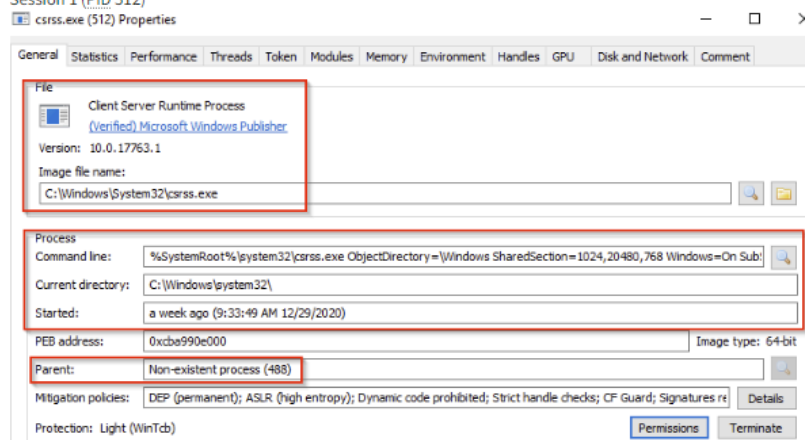 Session 1 (PID 512)
csrss.exe (512) Properties
General Statistics Performance Threads Token Modules Memory Environment Handles GPU Disk and Network Comment
File
Client Server Runtime Process
(Verified) Microsoft Windows Publisher
Version: 10.0.17763.1
Image file name:
C:\Windows\System32\csrss.exe
Process
Command line: %SystemRoot%\system32\csrss.exe ObjectDirectory=\Windows SharedSection=1024,20480,768 Windows=On Sub
Current directory: C:\Windows\system32\
Started: a week ago (9:33:49 AM 12/29/2020)
PEB address: 0xcba990e000 Image type: 64-bit
Parent: Non-existent process (488)
Mitigation policies: DEP (permanent); ASLR (high entropy); Dynamic code prohibited; Strict handle checks; CF Guard; Signatures re Details
Protection: Light (WinTcb) Permissions Terminate